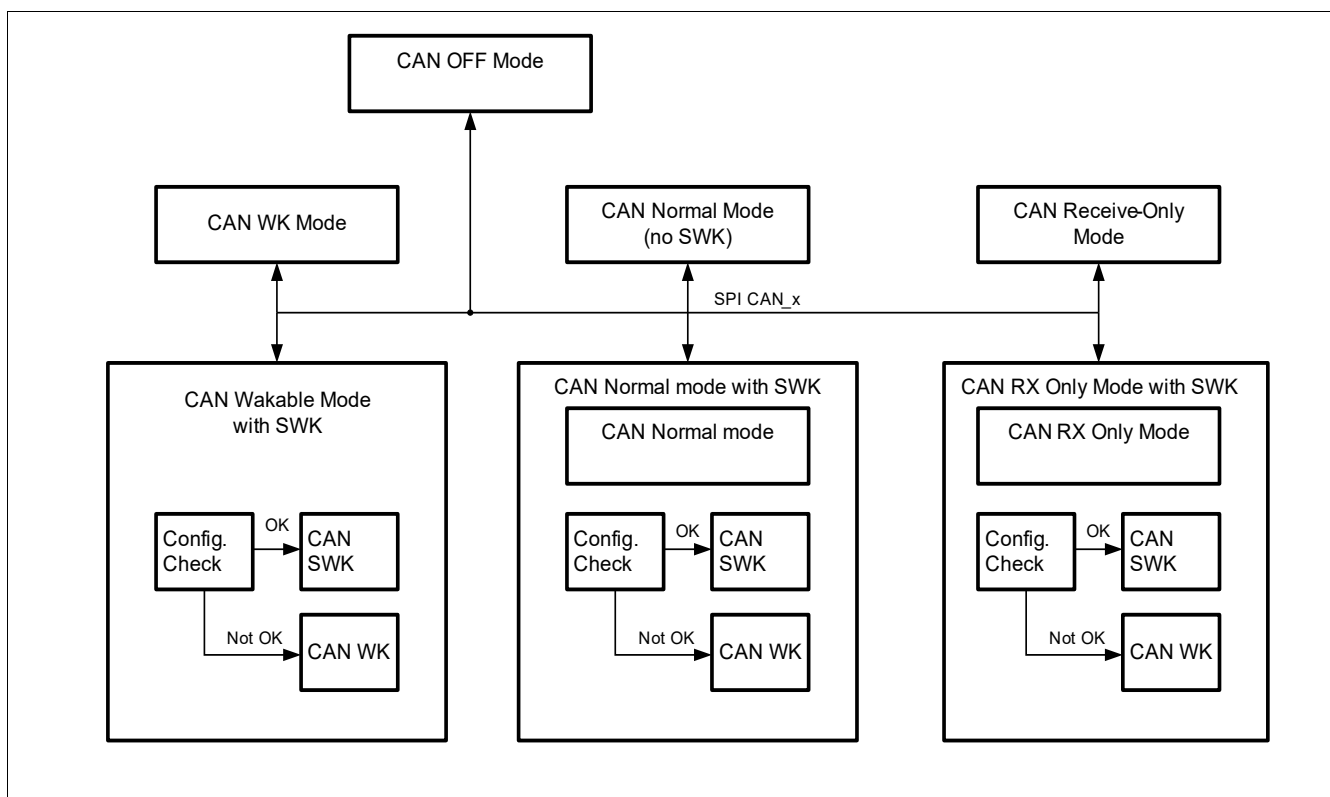 CAN OFF Mode
CAN WK Mode
CAN Normal Mode
(no SWK)
CAN Receive-Only
Mode
SPI CAN_x
CAN Wakable Mode
with SWK
Config.
Check
OK
CAN
SWK
Not OK
CAN WK
CAN Normal mode with SWK
CAN Normal mode
Config.
Check
OK
CAN
SWK
Not OK
CAN WK
CAN RX Only Mode with SWK
CAN RX Only Mode
Config.
Check
OK
CAN
SWK
Not OK
CAN WK